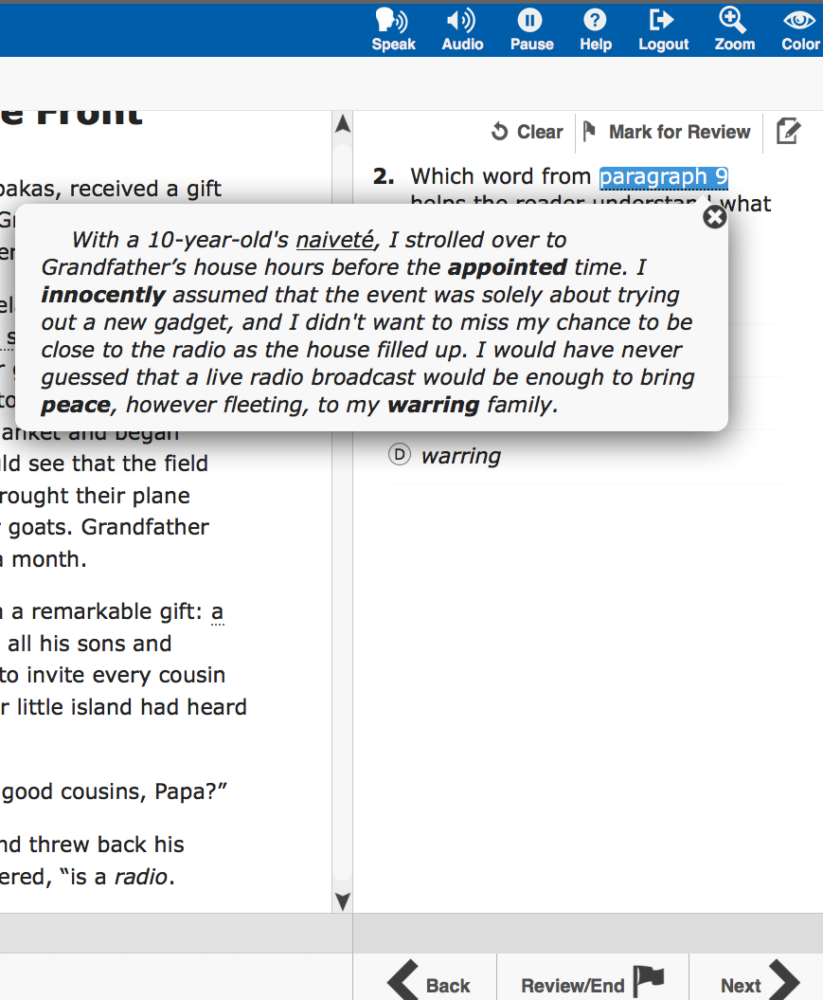 Speak Audio Pause Help Logout Zoom Color
e Front
Clear Mark for Review
2. Which word from paragraph 9
helps the reader understand what
pakas, received a gift
With a 10-year-old's naiveté, I strolled over to
Grandfather’s house hours before the appointed time. I
innocently assumed that the event was solely about trying
out a new gadget, and I didn't want to miss my chance to be
close to the radio as the house filled up. I would have never
guessed that a live radio broadcast would be enough to bring
peace, however fleeting, to my warring family.
D warring
anket and began
ld see that the field
rought their plane
r goats. Grandfather
a month.
n a remarkable gift: a
all his sons and
to invite every cousin
r little island had heard
good cousins, Papa?”
nd threw back his
ered, “is a radio.
Back Review/End Next